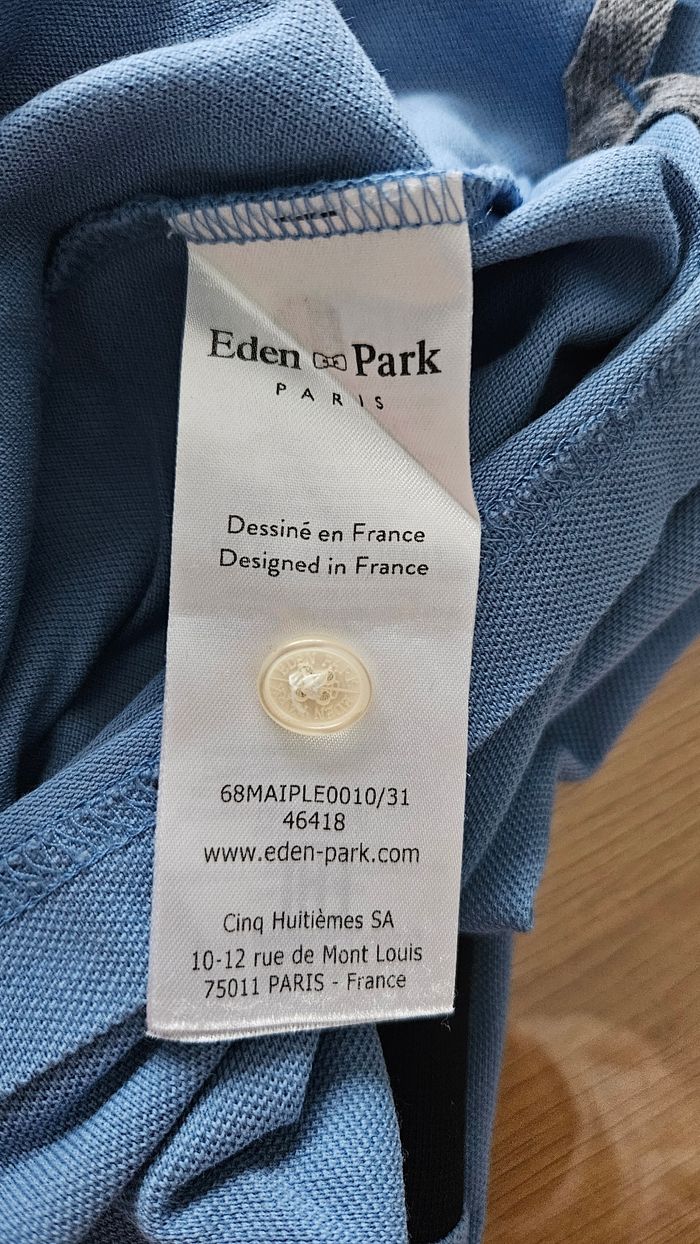 Eden Park
PARIS
Dessiné en France
Designed in France
68MAIPLE0010/31
46418
www.eden-park.com
Cinq Huitièmes SA
10-12 rue de Mont Louis
75011 PARIS - France